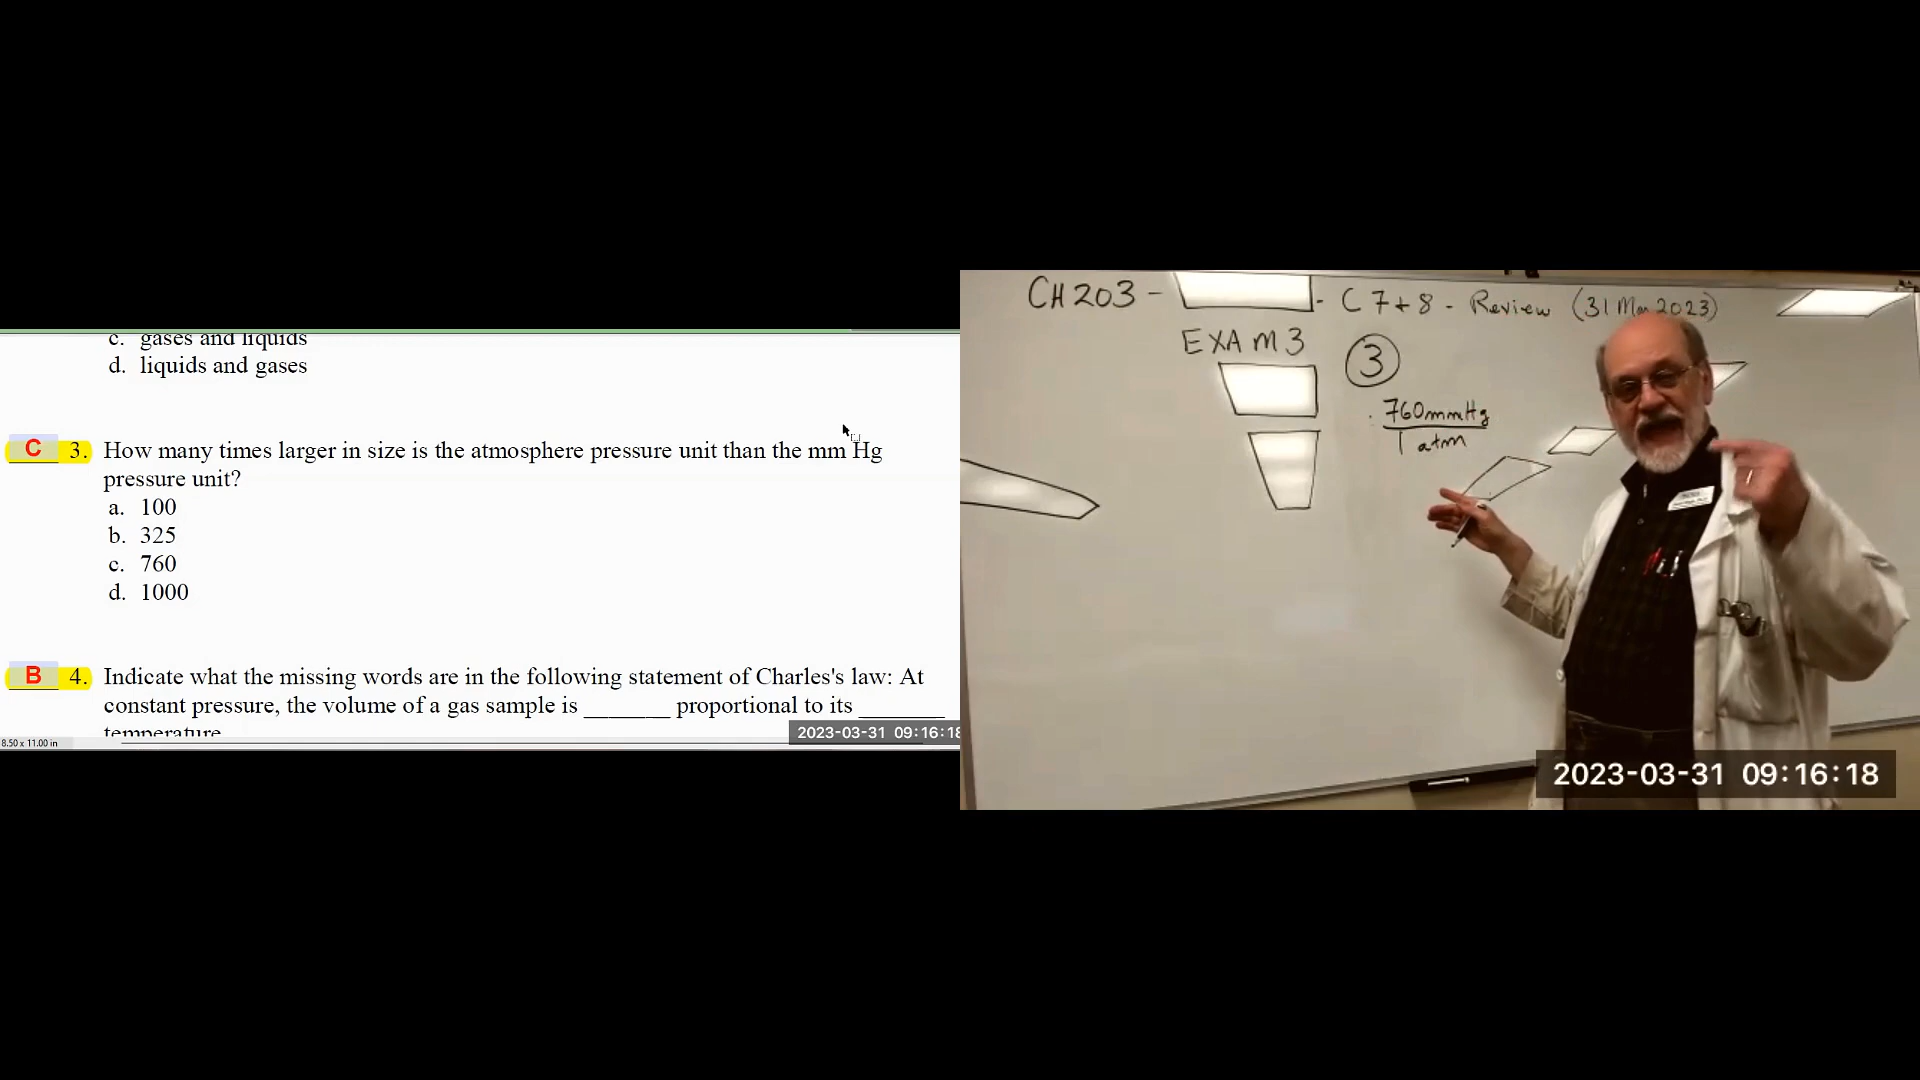 c. gases and liquids
d. liquids and gases
C 3. How many times larger in size is the atmosphere pressure unit than the mm Hg
pressure unit?
a. 100
b. 325
c. 760
d. 1000
B 4. Indicate what the missing words are in the following statement of Charles's law: At
constant pressure, the volume of a gas sample is _______ proportional to its _______
temperature
2023-03-31 09:16:18
8.50 x 11.00 in
CH203 - - C 7+8 - Review (31 Mar 2023)
EXAM 3
3
760mmHg
1 atm
2023-03-31 09:16:18